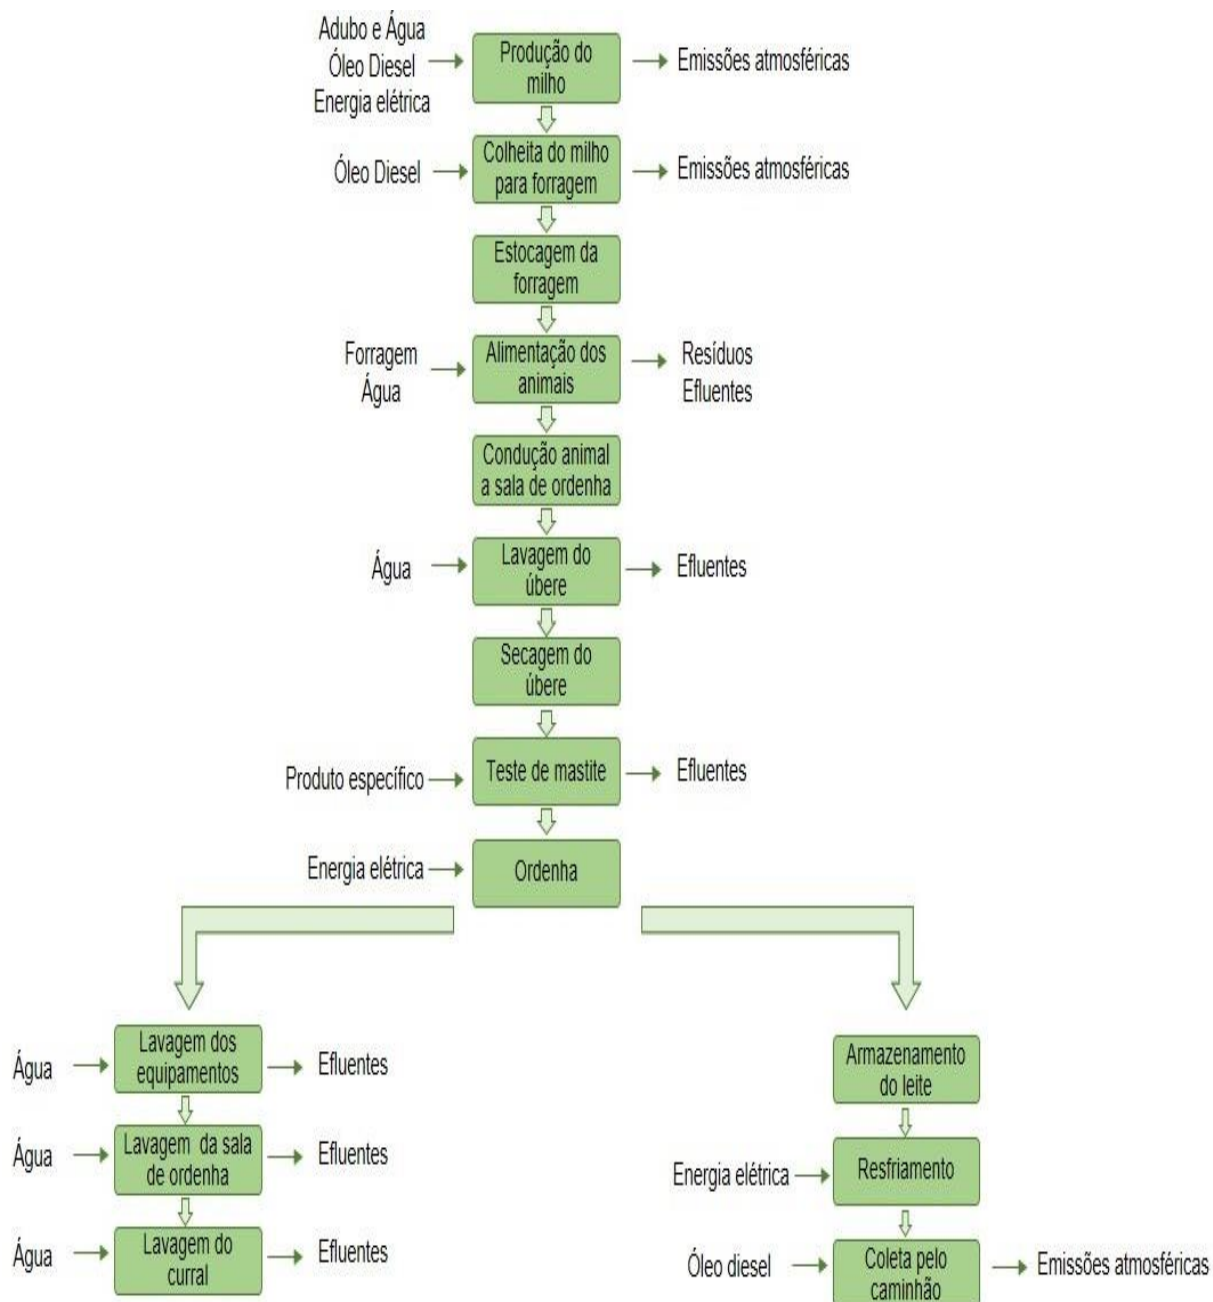 Adubo e Água
Óleo Diesel
Energia elétrica
Produção do
milho
Emissões atmosféricas
Óleo Diesel
Colheita do milho
para forragem
Emissões atmosféricas
Estocagem da
forragem
Forragem
Água
Alimentação dos
animais
Resíduos
Efluentes
Condução animal
a sala de ordenha
Água
Lavagem do
úbere
Efluentes
Secagem do
úbere
Produto específico
Teste de mastite
Efluentes
Energia elétrica
Ordenha
Água
Lavagem dos
equipamentos
Efluentes
Água
Lavagem da sala
de ordenha
Efluentes
Água
Lavagem do
curral
Efluentes
Armazenamento
do leite
Energia elétrica
Resfriamento
Óleo diesel
Coleta pelo
caminhão
Emissões atmosféricas